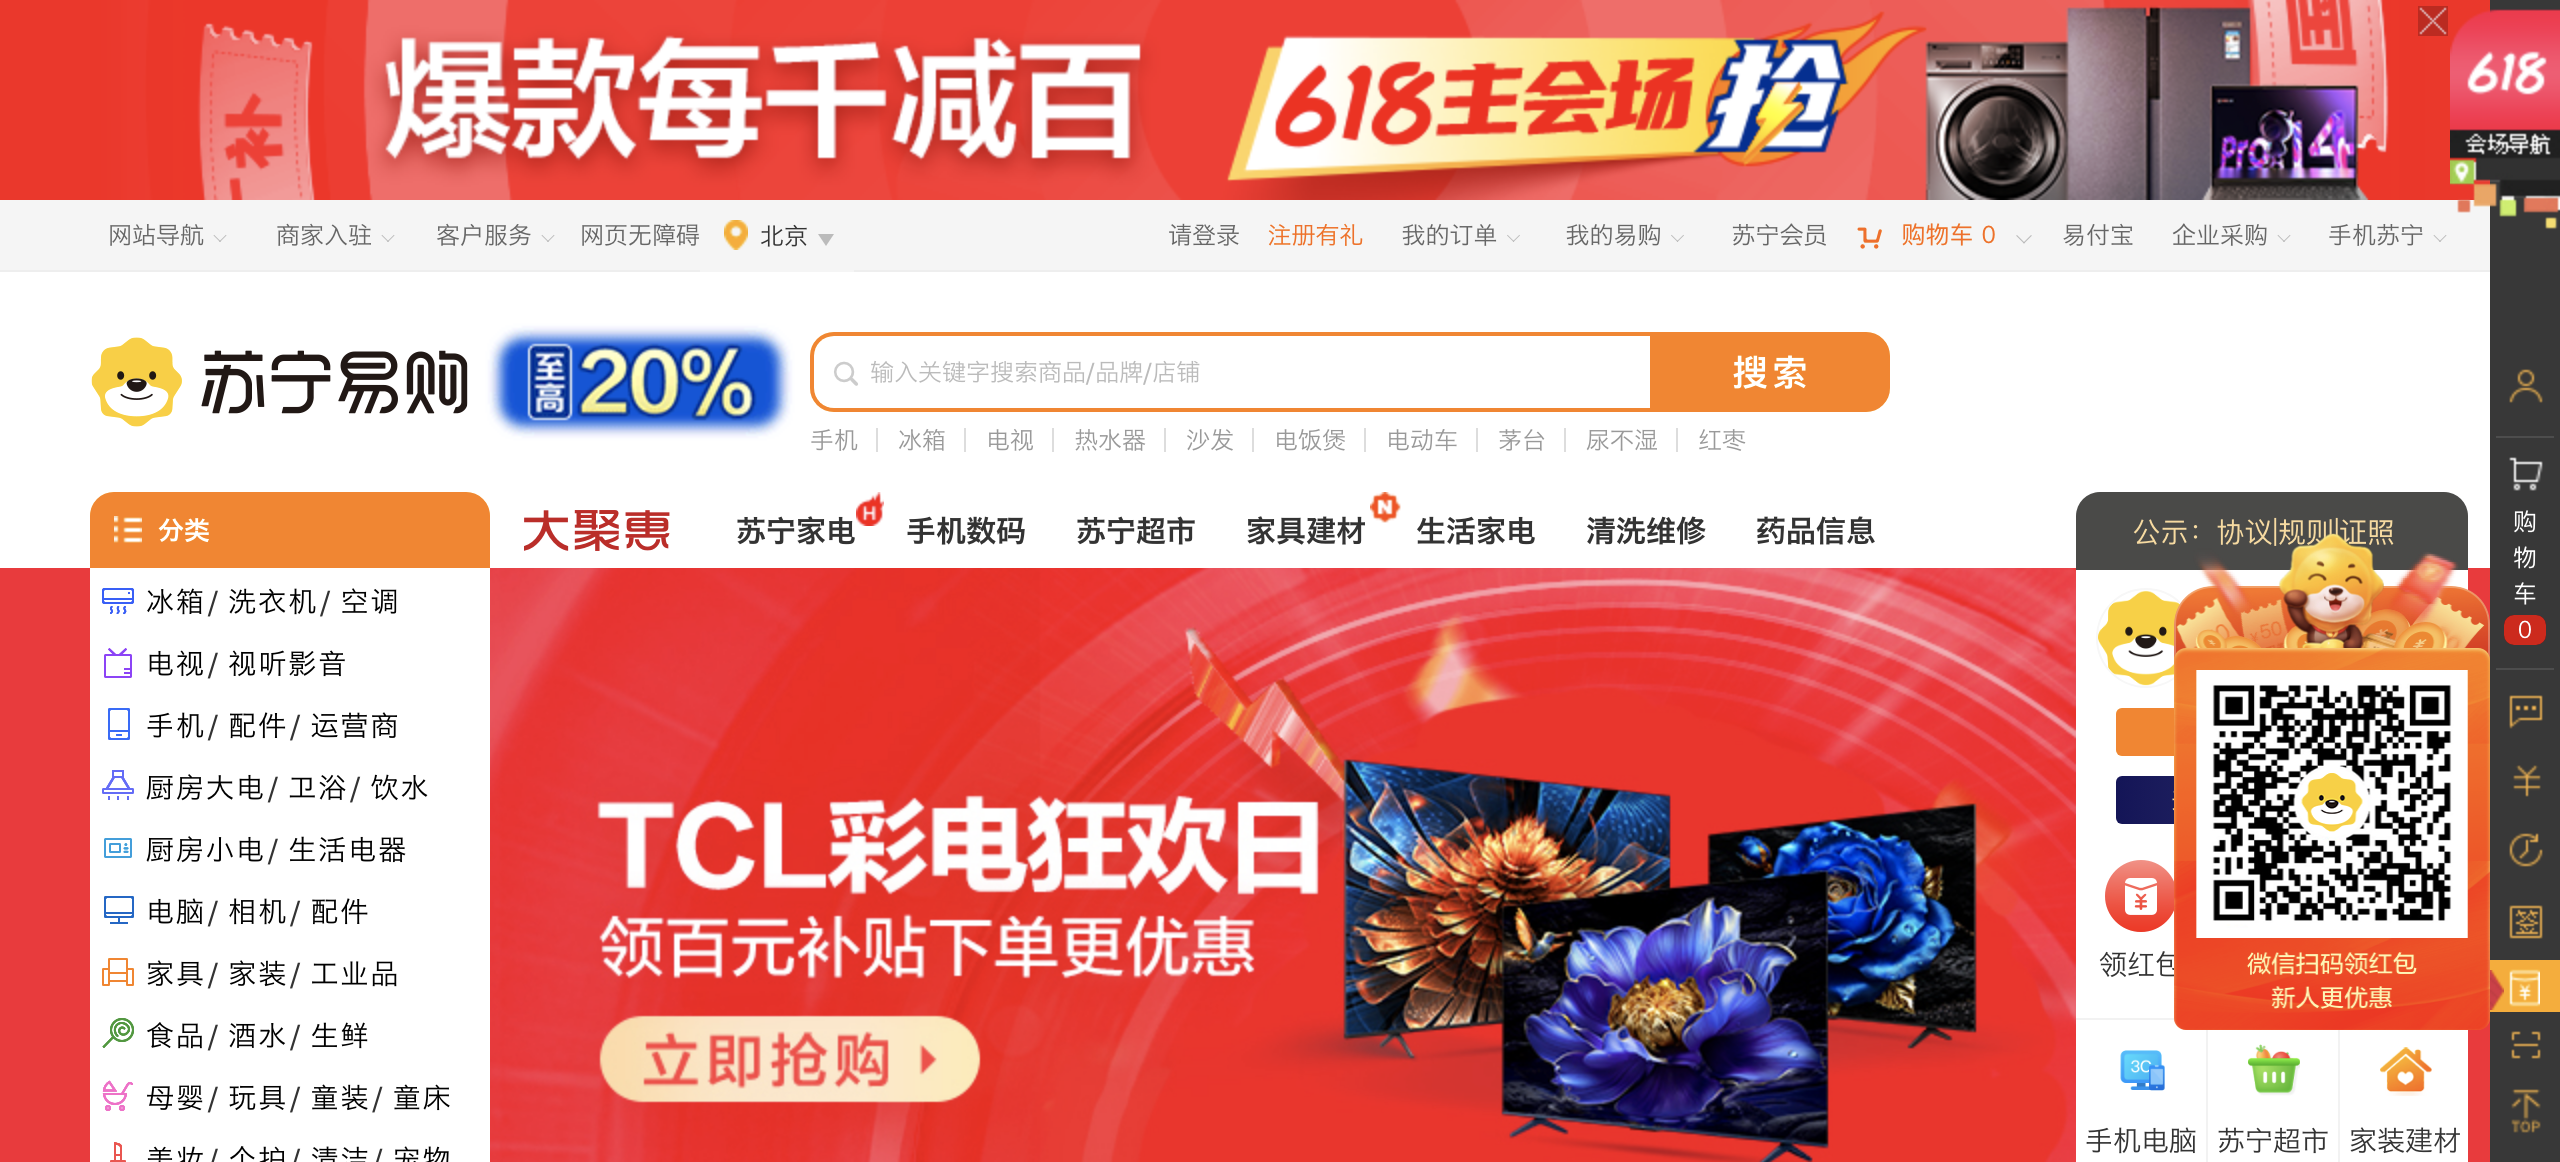 补
爆款每千减百
618主会场 抢
Pro 14
618
会场导航
网站导航 商家入驻 客户服务 网页无障碍 北京
请登录 注册有礼 我的订单 我的易购 苏宁会员 购物车 0 易付宝 企业采购 手机苏宁
苏宁易购
至高 20%
输入关键字搜索商品/品牌/店铺
搜索
手机 冰箱 电视 热水器 沙发 电饭煲 电动车 茅台 尿不湿 红枣
分类
大聚惠 苏宁家电 H 手机数码 苏宁超市 家具建材 N 生活家电 清洗维修 药品信息
公示：协议|规则|证照
冰箱/ 洗衣机/ 空调
电视/ 视听影音
手机/ 配件/ 运营商
厨房大电/ 卫浴/ 饮水
厨房小电/ 生活电器
电脑/ 相机/ 配件
家具/ 家装/ 工业品
食品/ 酒水/ 生鲜
母婴/ 玩具/ 童装/ 童床
美妆/ 个护/ 清洁/ 宠物
TCL彩电狂欢日
领百元补贴下单更优惠
立即抢购
领红包
微信扫码领红包
新人更优惠
3C
手机电脑 苏宁超市 家装建材
购物车
0
签
TOP